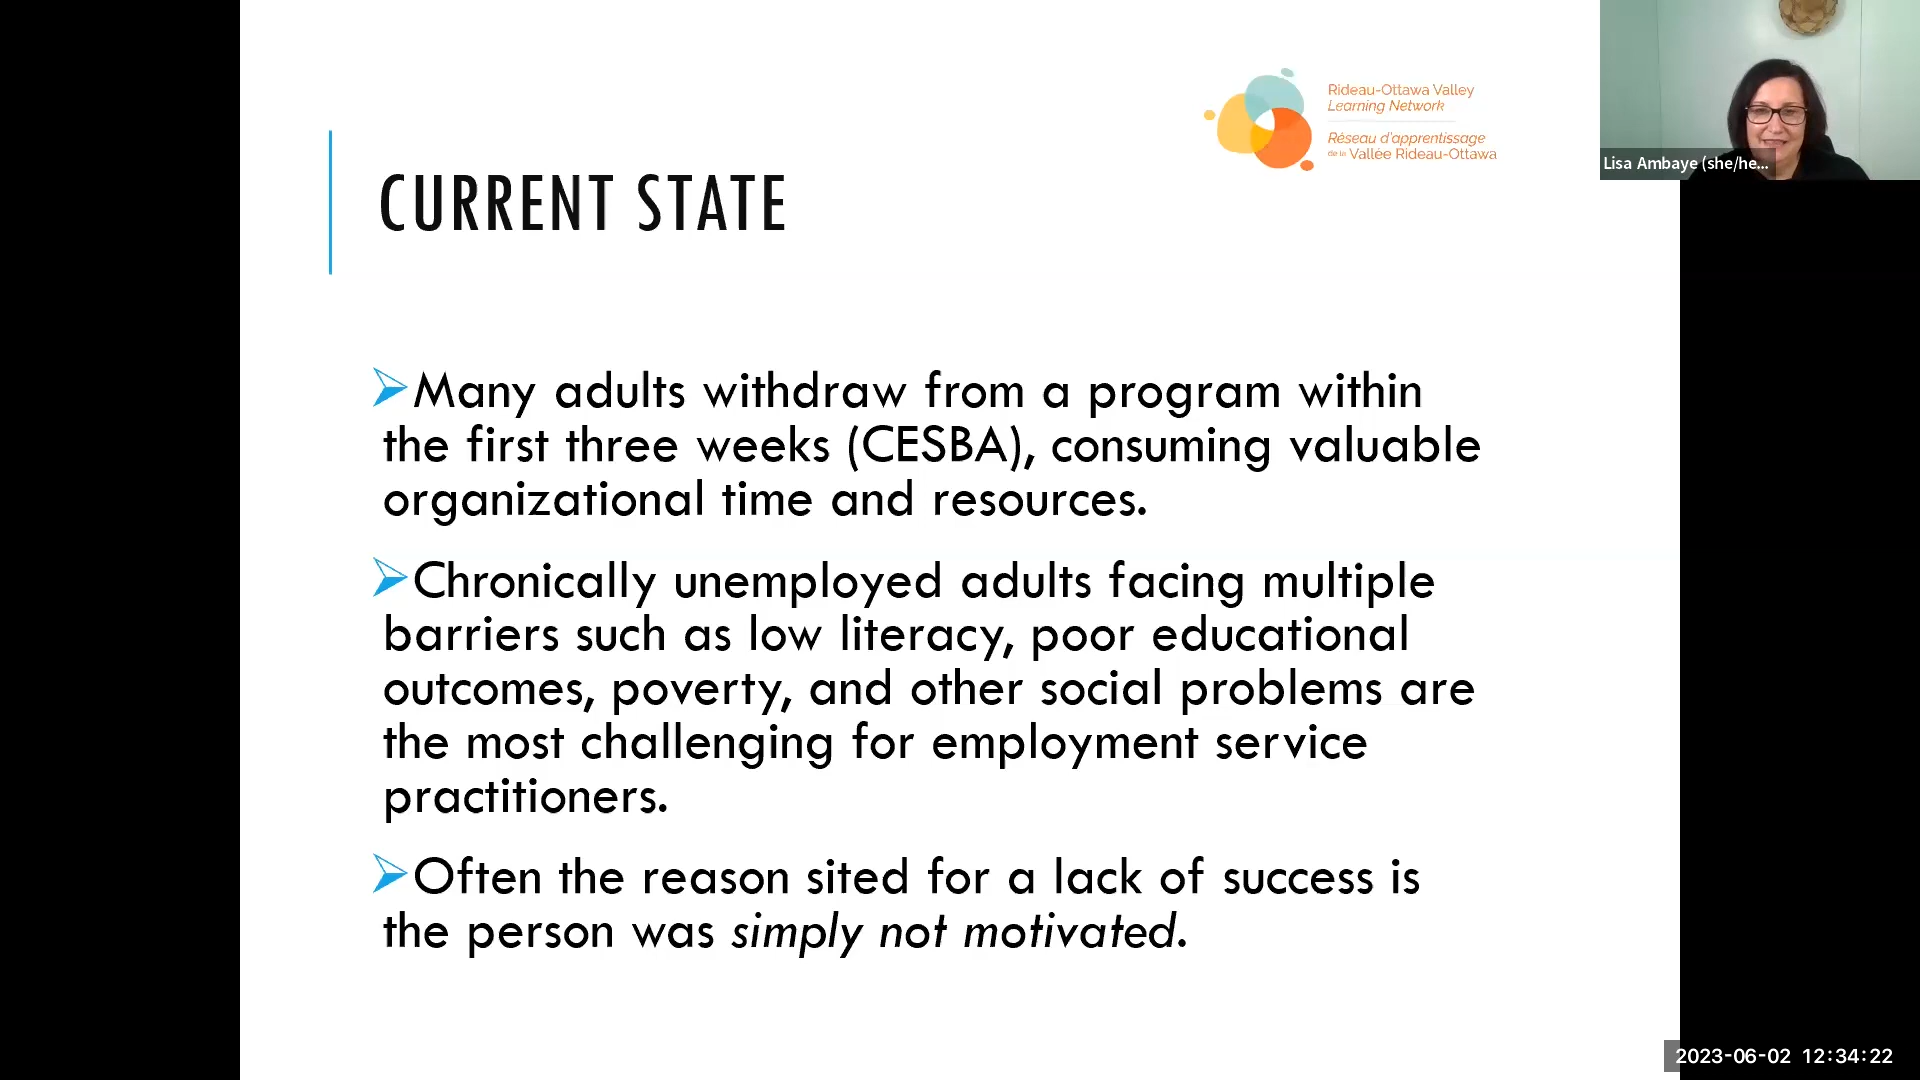 Rideau-Ottawa Valley
Learning Network
Réseau d'apprentissage
de la Vallée Rideau-Ottawa
Lisa Ambaye (she/he...
CURRENT STATE
Many adults withdraw from a program within
the first three weeks (CESBA), consuming valuable
organizational time and resources.
Chronically unemployed adults facing multiple
barriers such as low literacy, poor educational
outcomes, poverty, and other social problems are
the most challenging for employment service
practitioners.
Often the reason sited for a lack of success is
the person was simply not motivated.
2023-06-02 12:34:22